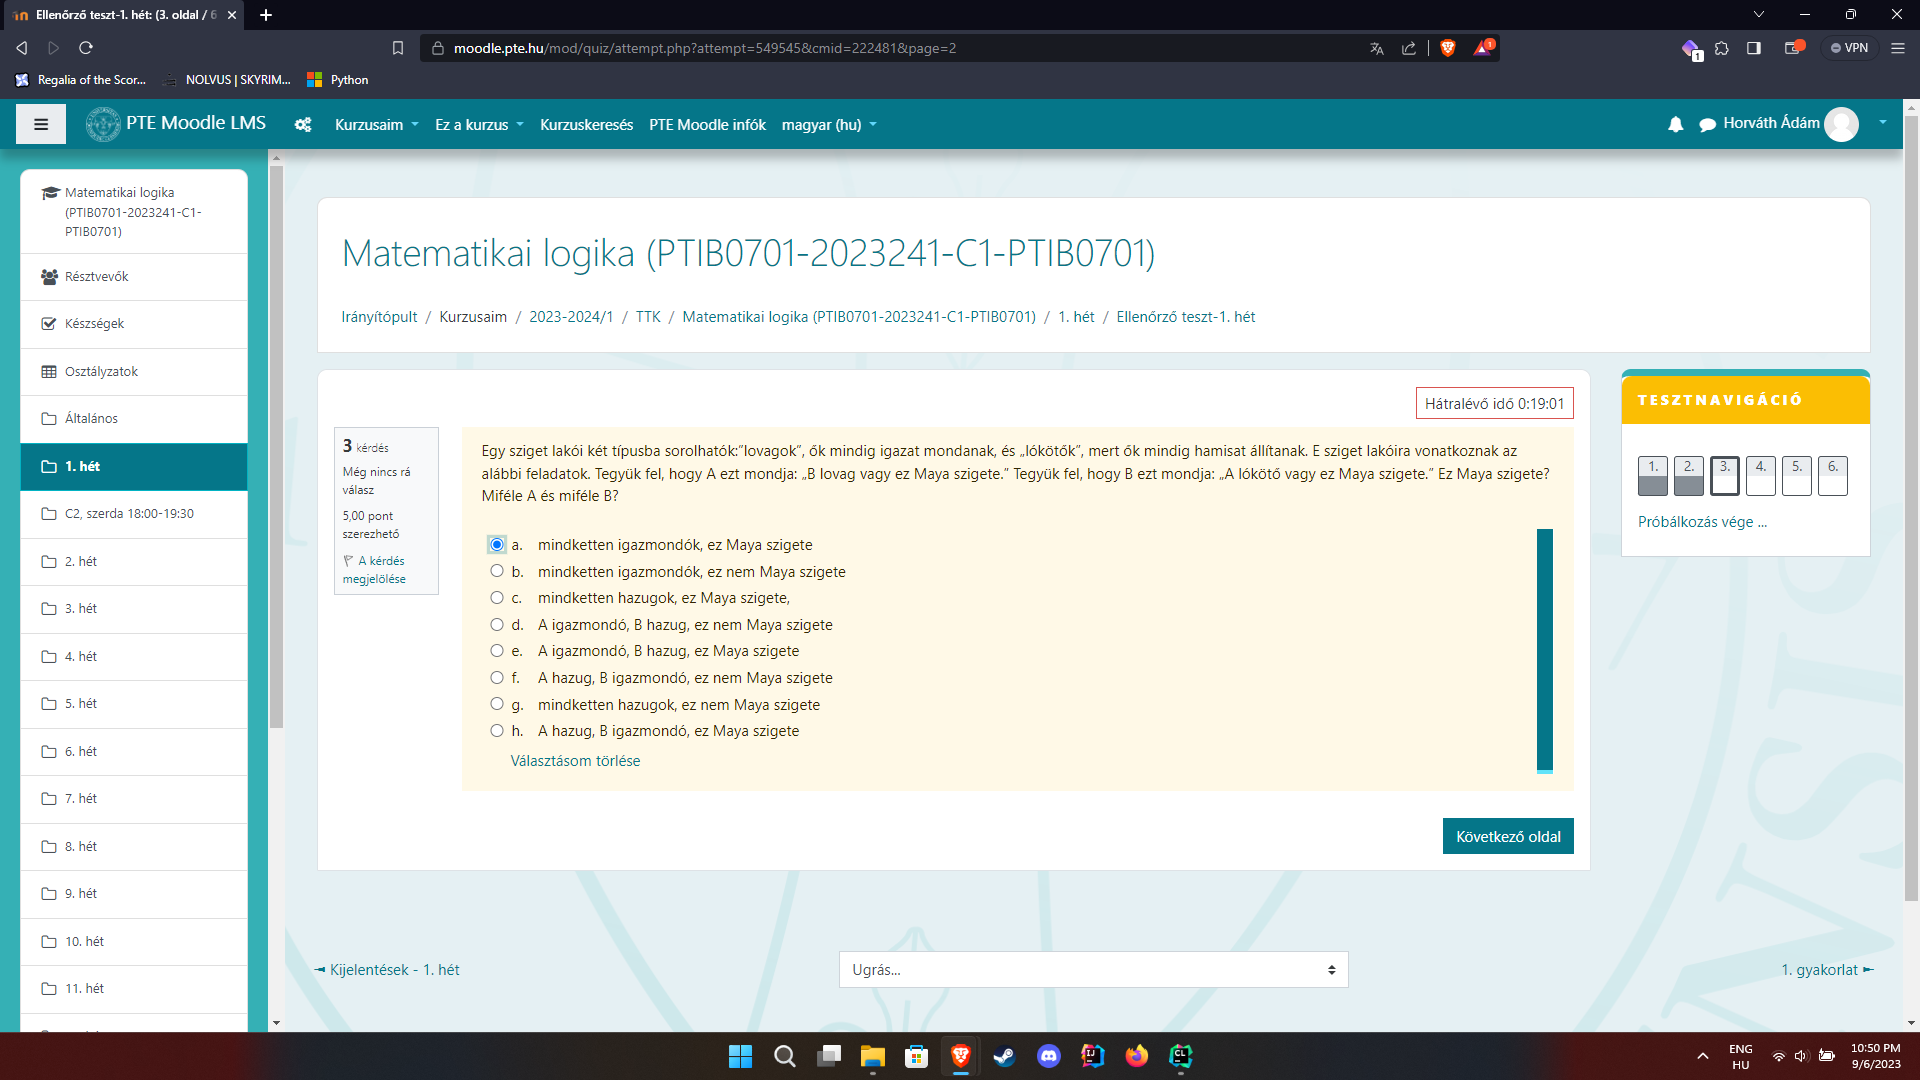 Ellenőrző teszt-1. hét: (3. oldal / 6
moodle.pte.hu/mod/quiz/attempt.php?attempt=549545&cmid=222481&page=2
1
1
VPN
Regalia of the Scor...
NOLVUS | SKYRIM...
Python
PTE Moodle LMS
Kurzusaim
Ez a kurzus
Kurzuskeresés
PTE Moodle infók
magyar (hu)
Horváth Ádám
Matematikai logika
(PTIB0701-2023241-C1-
PTIB0701)
Résztvevők
Készségek
Osztályzatok
Általános
1. hét
C2, szerda 18:00-19:30
2. hét
3. hét
4. hét
5. hét
6. hét
7. hét
8. hét
9. hét
10. hét
11. hét
Matematikai logika (PTIB0701-2023241-C1-PTIB0701)
Irányítópult / Kurzusaim / 2023-2024/1 / TTK / Matematikai logika (PTIB0701-2023241-C1-PTIB0701) / 1. hét / Ellenőrző teszt-1. hét
Hátralévő idő 0:19:01
3 kérdés
Még nincs rá
válasz
5,00 pont
szerezhető
A kérdés
megjelölése
Egy sziget lakói két típusba sorolhatók:"lovagok", ők mindig igazat mondanak, és „lókötők”, mert ők mindig hamisat állítanak. E sziget lakóira vonatkoznak az
alábbi feladatok. Tegyük fel, hogy A ezt mondja: „B lovag vagy ez Maya szigete.” Tegyük fel, hogy B ezt mondja: „A lókötő vagy ez Maya szigete.” Ez Maya szigete?
Miféle A és miféle B?
a. mindketten igazmondók, ez Maya szigete
b. mindketten igazmondók, ez nem Maya szigete
c. mindketten hazugok, ez Maya szigete,
d. A igazmondó, B hazug, ez nem Maya szigete
e. A igazmondó, B hazug, ez Maya szigete
f. A hazug, B igazmondó, ez nem Maya szigete
g. mindketten hazugok, ez nem Maya szigete
h. A hazug, B igazmondó, ez Maya szigete
Választásom törlése
Következő oldal
TESZTNAVIGÁCIÓ
1. 2. 3. 4. 5. 6.
Próbálkozás vége ...
◄ Kijelentések - 1. hét
Ugrás...
1. gyakorlat ►
ENG
HU
10:50 PM
9/6/2023